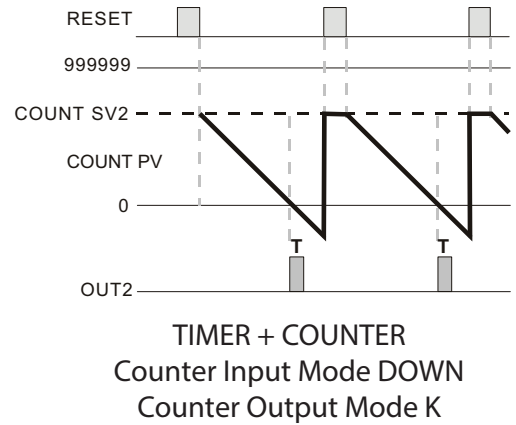 RESET
999999
COUNT SV2
COUNT PV
0
T T
OUT2
TIMER + COUNTER
Counter Input Mode DOWN
Counter Output Mode K